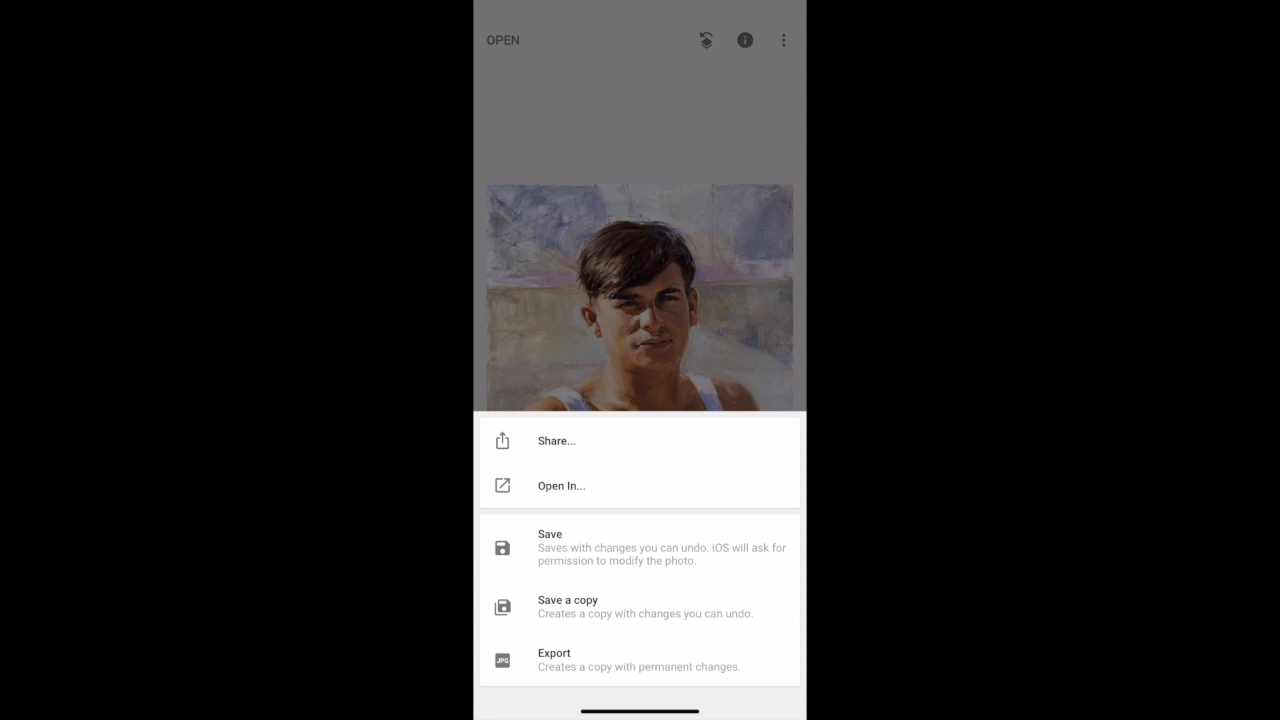 OPEN
Share...
Open In...
Save
Saves with changes you can undo. iOS will ask for
permission to modify the photo.
Save a copy
Creates a copy with changes you can undo.
JPG
Export
Creates a copy with permanent changes.